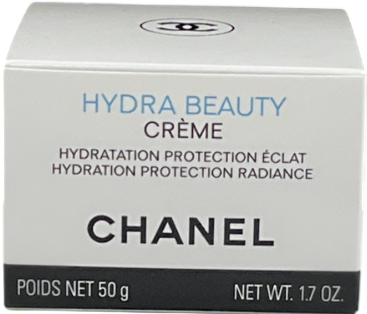 HYDRA BEAUTY
CRÈME
HYDRATATION PROTECTION ÉCLAT
HYDRATION PROTECTION RADIANCE
CHANEL
POIDS NET 50 g NET WT. 1.7 OZ.